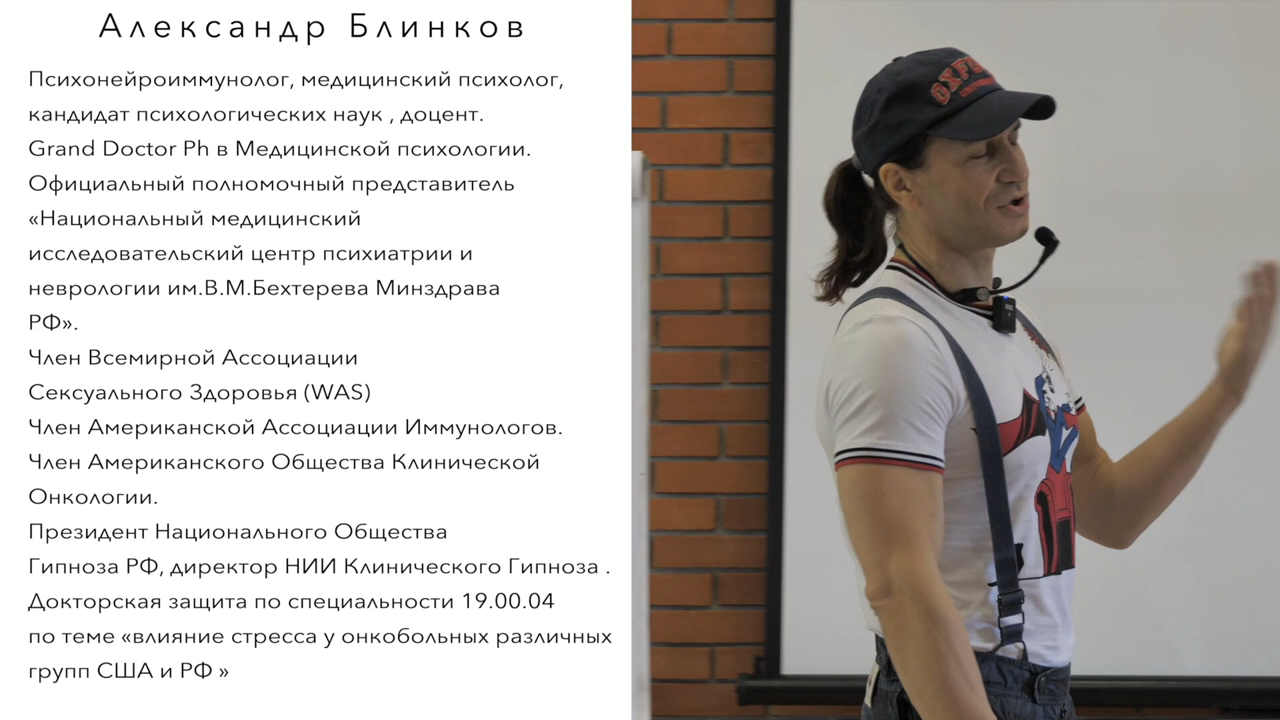 Александр Блинков
Психонейроиммунолог, медицинский психолог,
кандидат психологических наук , доцент.
Grand Doctor Ph в Медицинской психологии.
Официальный полномочный представитель
«Национальный медицинский
исследовательский центр психиатрии и
неврологии им.В.М.Бехтерева Минздрава
РФ».
Член Всемирной Ассоциации
Сексуального Здоровья (WAS)
Член Американской Ассоциации Иммунологов.
Член Американского Общества Клинической
Онкологии.
Президент Национального Общества
Гипноза РФ, директор НИИ Клинического Гипноза .
Докторская защита по специальности 19.00.04
по теме «влияние стресса у онкобольных различных
групп США и РФ »